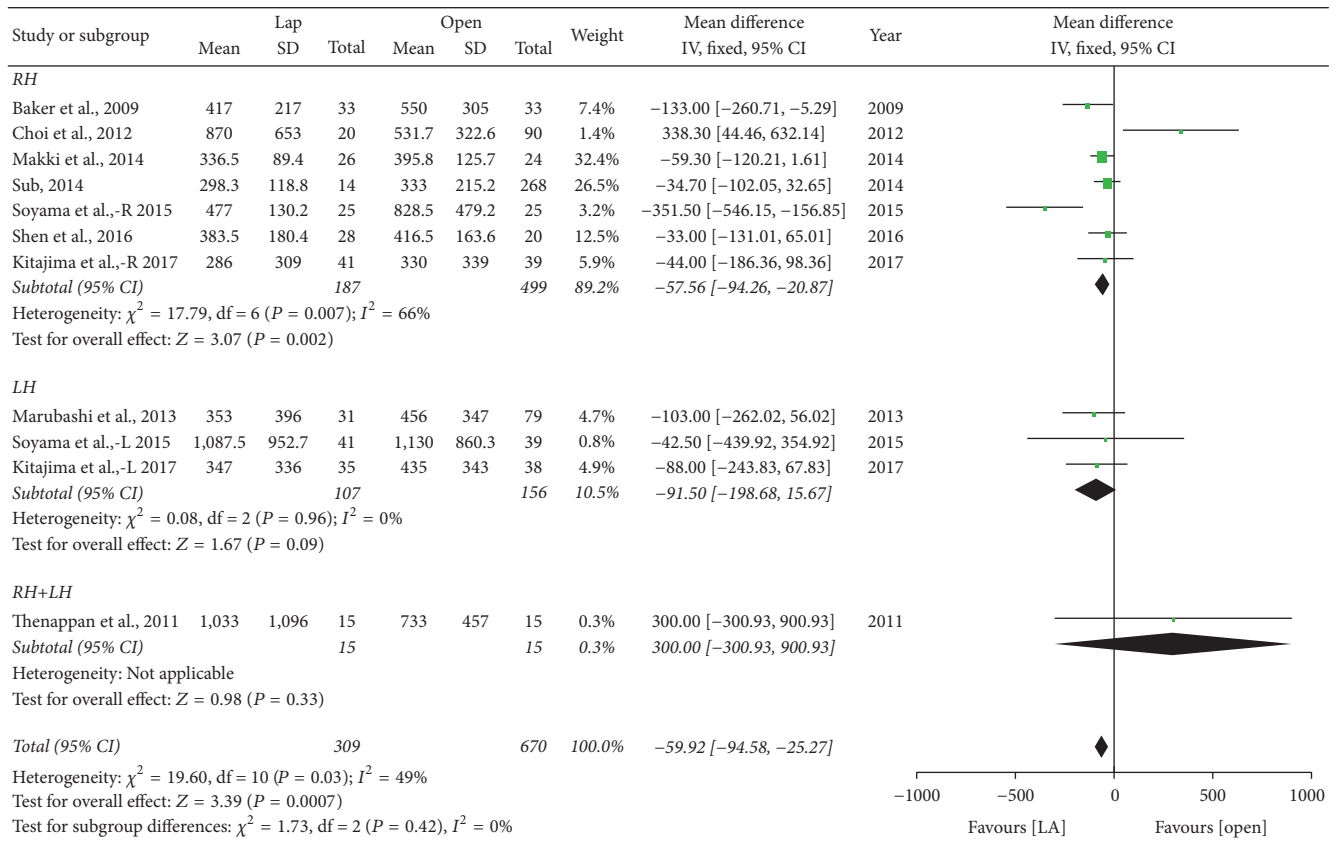 Study or subgroup Lap Open Weight Mean difference Year Mean difference
Mean SD Total Mean SD Total IV, fixed, 95% CI IV, fixed, 95% CI
RH
Baker et al., 2009 417 217 33 550 305 33 7.4% −133.00 [−260.71, −5.29] 2009
Choi et al., 2012 870 653 20 531.7 322.6 90 1.4% 338.30 [44.46, 632.14] 2012
Makki et al., 2014 336.5 89.4 26 395.8 125.7 24 32.4% −59.30 [−120.21, 1.61] 2014
Sub, 2014 298.3 118.8 14 333 215.2 268 26.5% −34.70 [−102.05, 32.65] 2014
Soyama et al.,-R 2015 477 130.2 25 828.5 479.2 25 3.2% −351.50 [−546.15, −156.85] 2015
Shen et al., 2016 383.5 180.4 28 416.5 163.6 20 12.5% −33.00 [−131.01, 65.01] 2016
Kitajima et al.,-R 2017 286 309 41 330 339 39 5.9% −44.00 [−186.36, 98.36] 2017
Subtotal (95% CI) 187 499 89.2% −57.56 [−94.26, −20.87]
Heterogeneity: χ² = 17.79, df = 6 (P = 0.007); I² = 66%
Test for overall effect: Z = 3.07 (P = 0.002)
LH
Marubashi et al., 2013 353 396 31 456 347 79 4.7% −103.00 [−262.02, 56.02] 2013
Soyama et al.,-L 2015 1,087.5 952.7 41 1,130 860.3 39 0.8% −42.50 [−439.92, 354.92] 2015
Kitajima et al.,-L 2017 347 336 35 435 343 38 4.9% −88.00 [−243.83, 67.83] 2017
Subtotal (95% CI) 107 156 10.5% −91.50 [−198.68, 15.67]
Heterogeneity: χ² = 0.08, df = 2 (P = 0.96); I² = 0%
Test for overall effect: Z = 1.67 (P = 0.09)
RH+LH
Thenappan et al., 2011 1,033 1,096 15 733 457 15 0.3% 300.00 [−300.93, 900.93] 2011
Subtotal (95% CI) 15 15 0.3% 300.00 [−300.93, 900.93]
Heterogeneity: Not applicable
Test for overall effect: Z = 0.98 (P = 0.33)
Total (95% CI) 309 670 100.0% −59.92 [−94.58, −25.27]
Heterogeneity: χ² = 19.60, df = 10 (P = 0.03); I² = 49%
Test for overall effect: Z = 3.39 (P = 0.0007)
Test for subgroup differences: χ² = 1.73, df = 2 (P = 0.42), I² = 0%
−1000 −500 0 500 1000
Favours [LA] Favours [open]